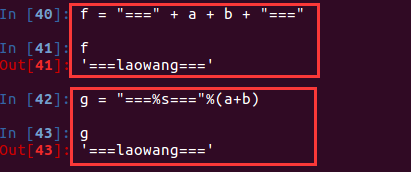 In [40]: f = "===" + a + b + "==="
In [41]: f
Out[41]: '===laowang==='
In [42]: g = "===%s==="%(a+b)
In [43]: g
Out[43]: '===laowang==='